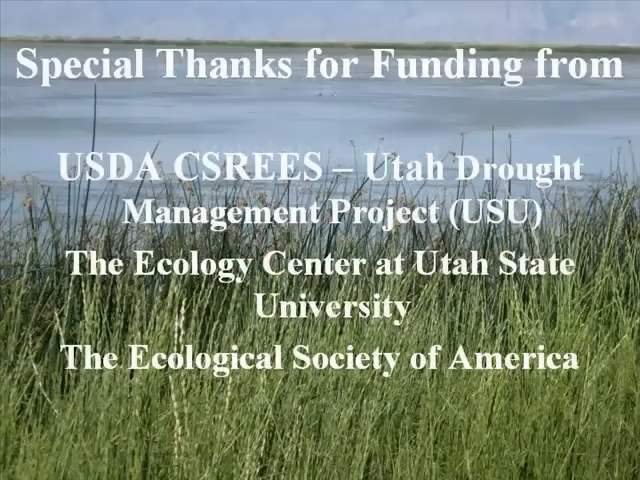 Special Thanks for Funding from
USDA CSREES – Utah Drought
Management Project (USU)
The Ecology Center at Utah State
University
The Ecological Society of America